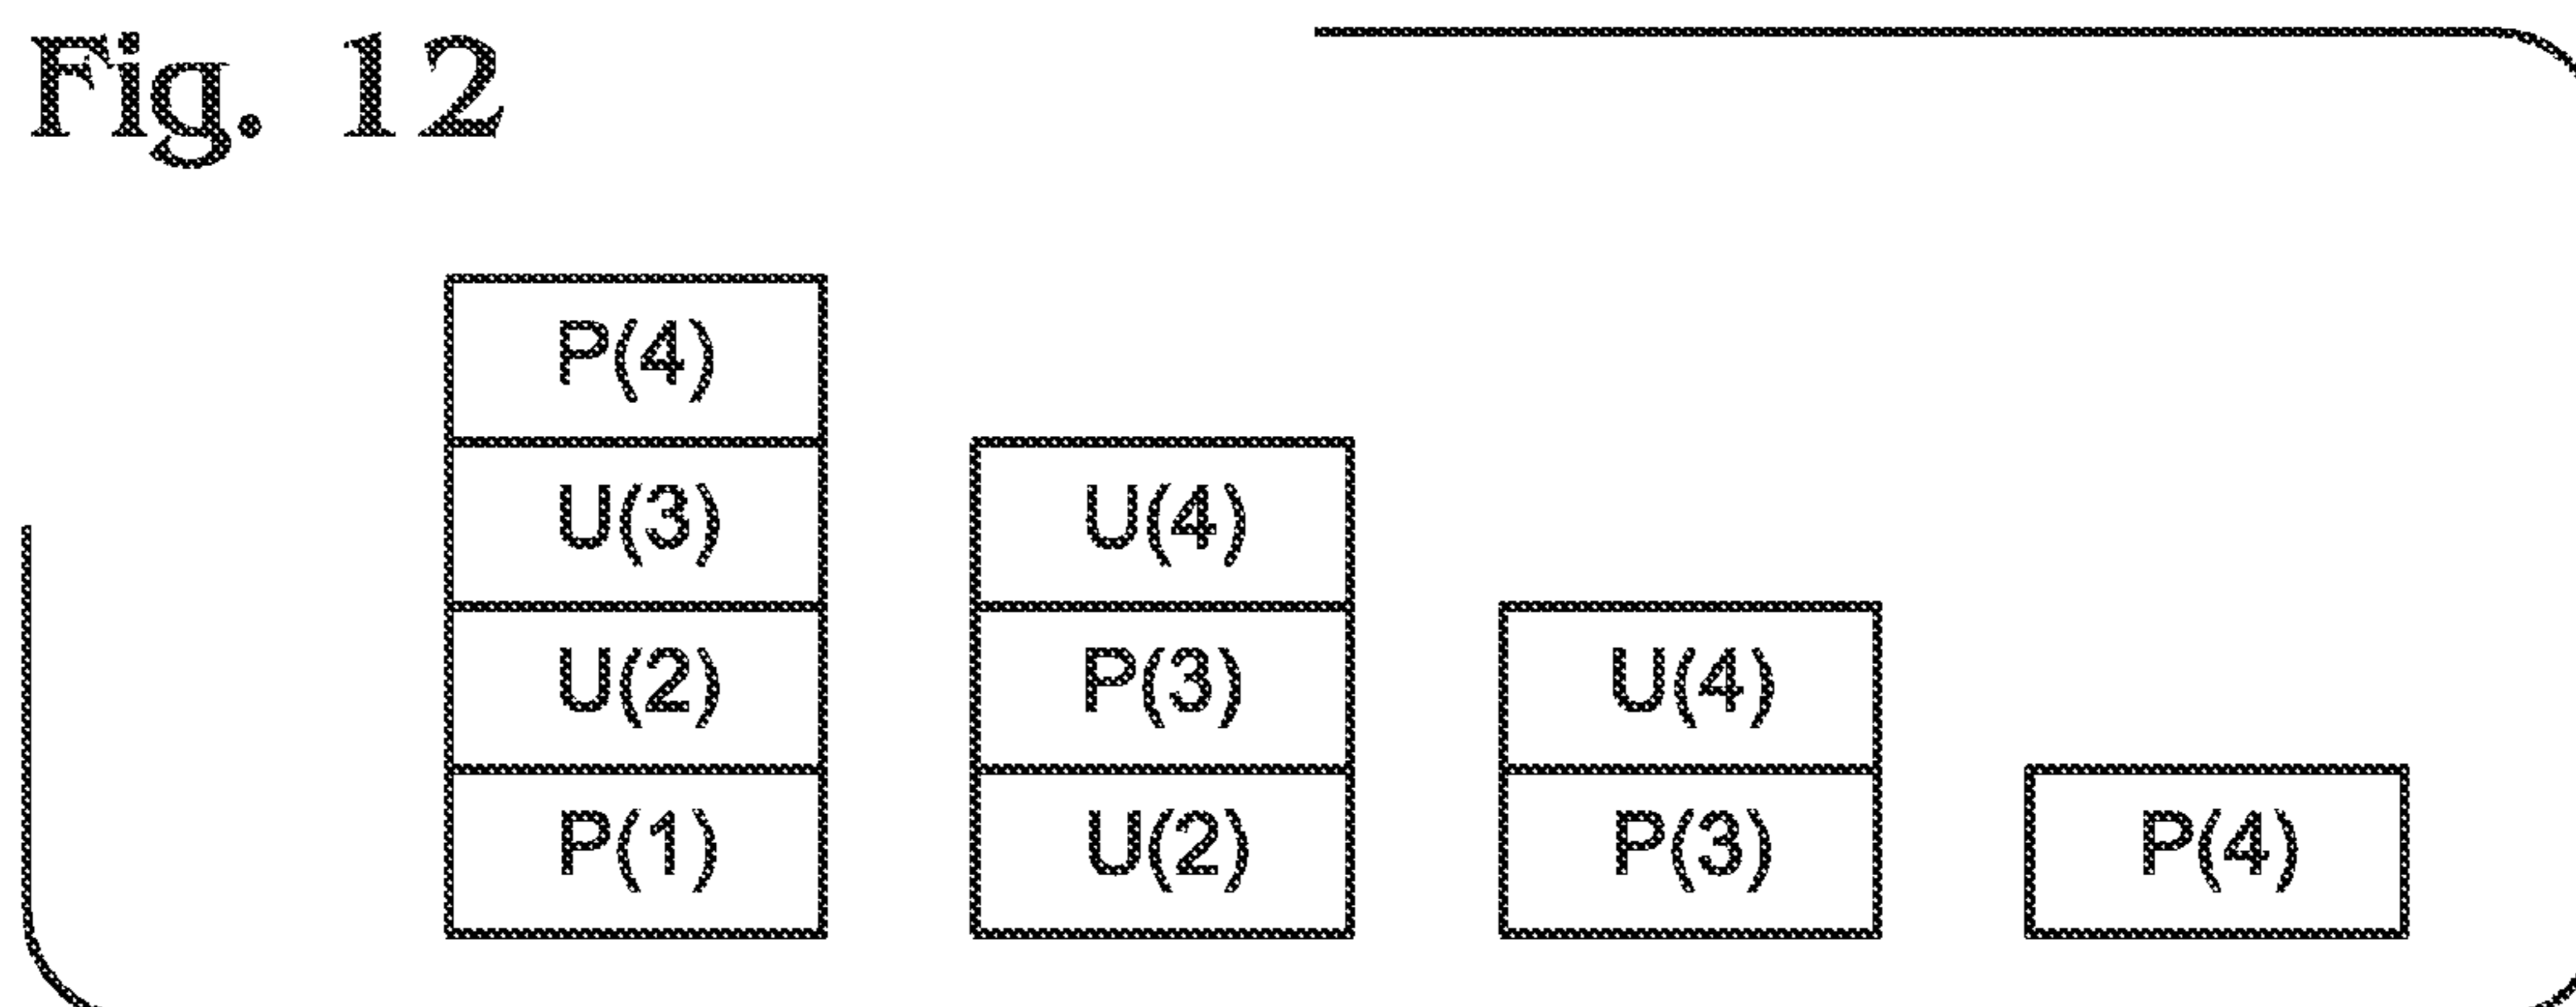 Fig. 12
P(4)
U(3) U(4)
U(2) P(3) U(4)
P(1) U(2) P(3) P(4)